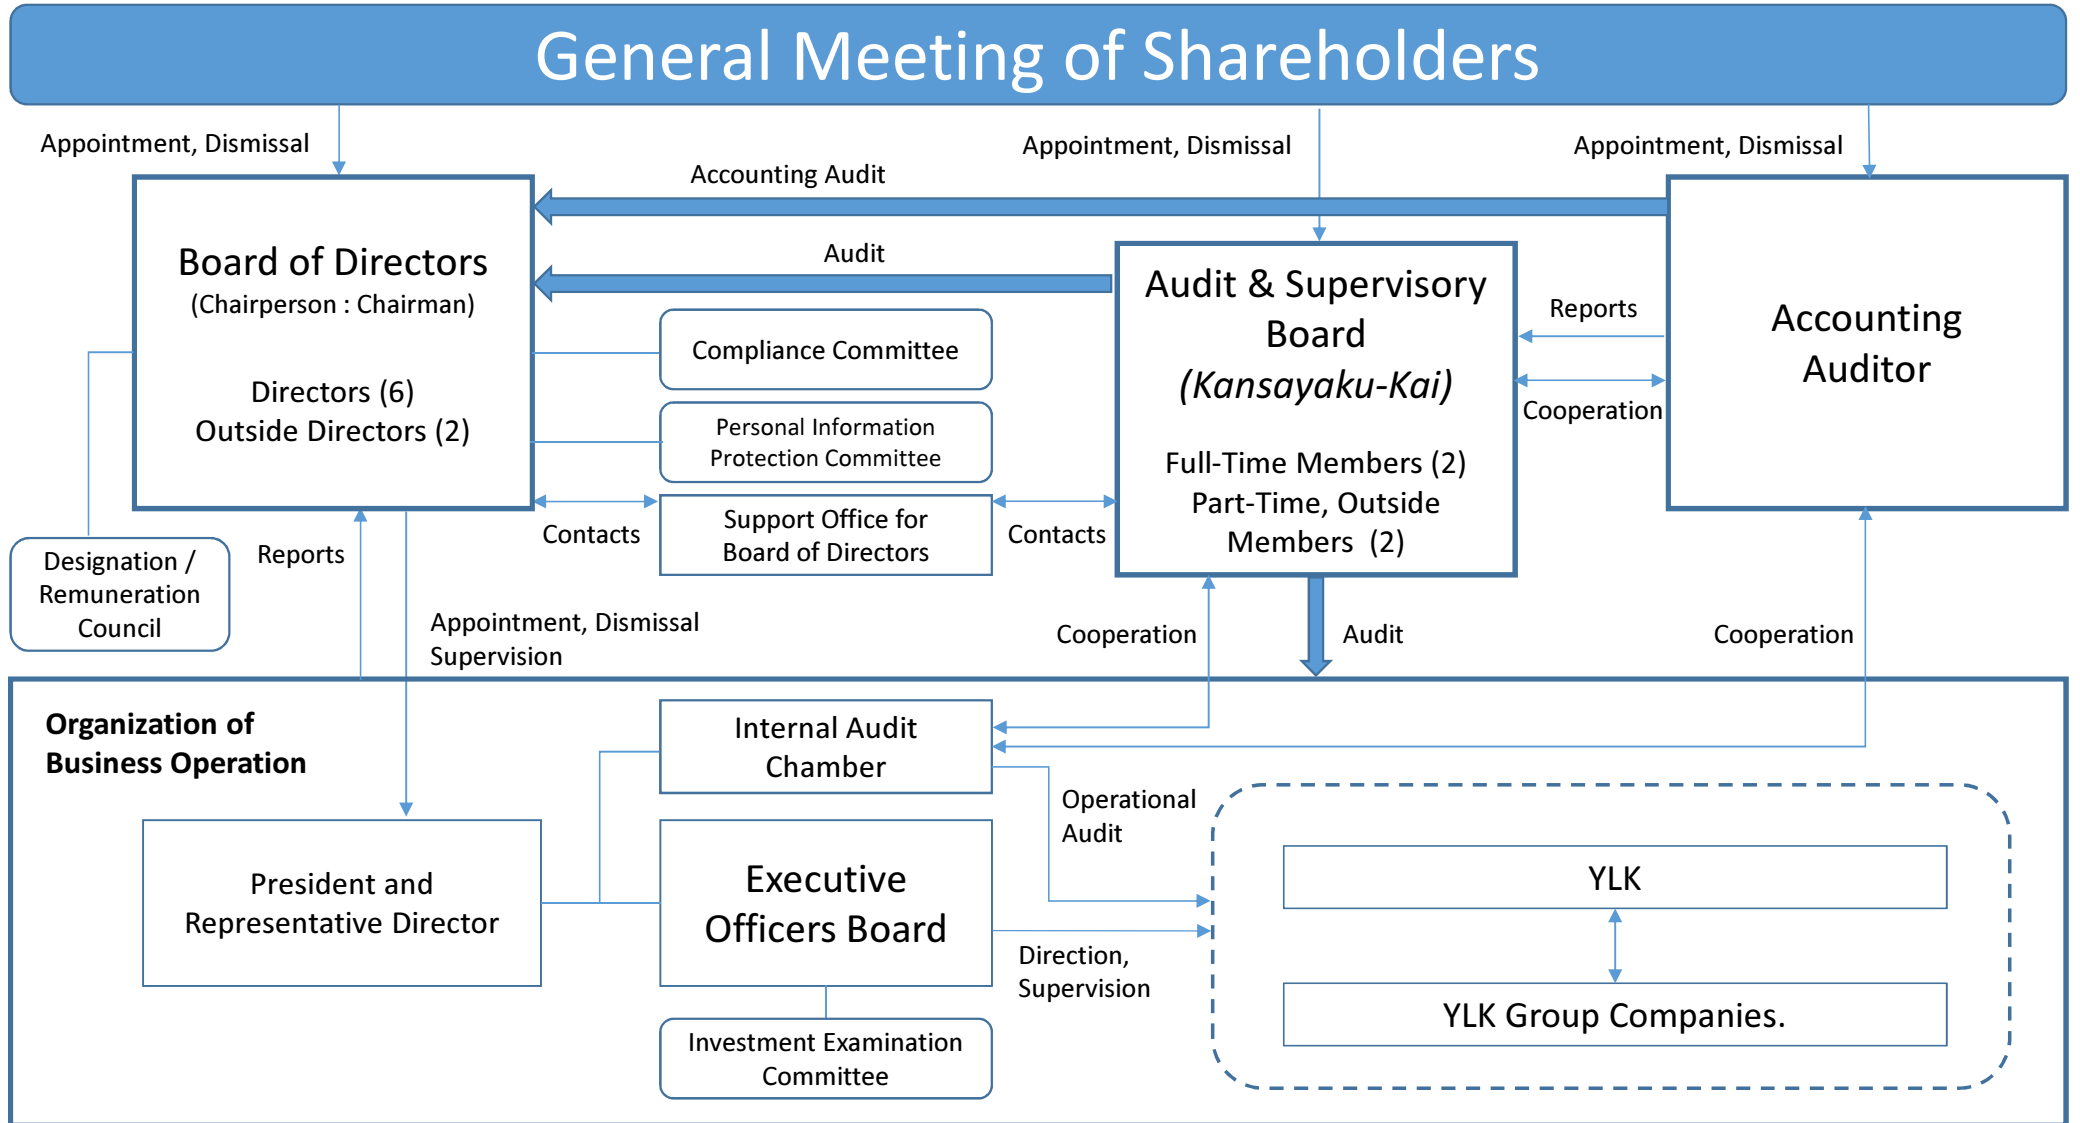 General Meeting of Shareholders
Appointment, Dismissal
Appointment, Dismissal
Appointment, Dismissal
Accounting Audit
Board of Directors
(Chairperson : Chairman)
Directors (6)
Outside Directors (2)
Audit
Audit & Supervisory
Board
(Kansayaku-Kai)
Full-Time Members (2)
Part-Time, Outside
Members (2)
Reports
Cooperation
Accounting
Auditor
Compliance Committee
Personal Information
Protection Committee
Contacts
Support Office for
Board of Directors
Contacts
Designation /
Remuneration
Council
Reports
Appointment, Dismissal
Supervision
Cooperation
Audit
Cooperation
Organization of
Business Operation
Internal Audit
Chamber
Operational
Audit
President and
Representative Director
Executive
Officers Board
Direction,
Supervision
Investment Examination
Committee
YLK
YLK Group Companies.